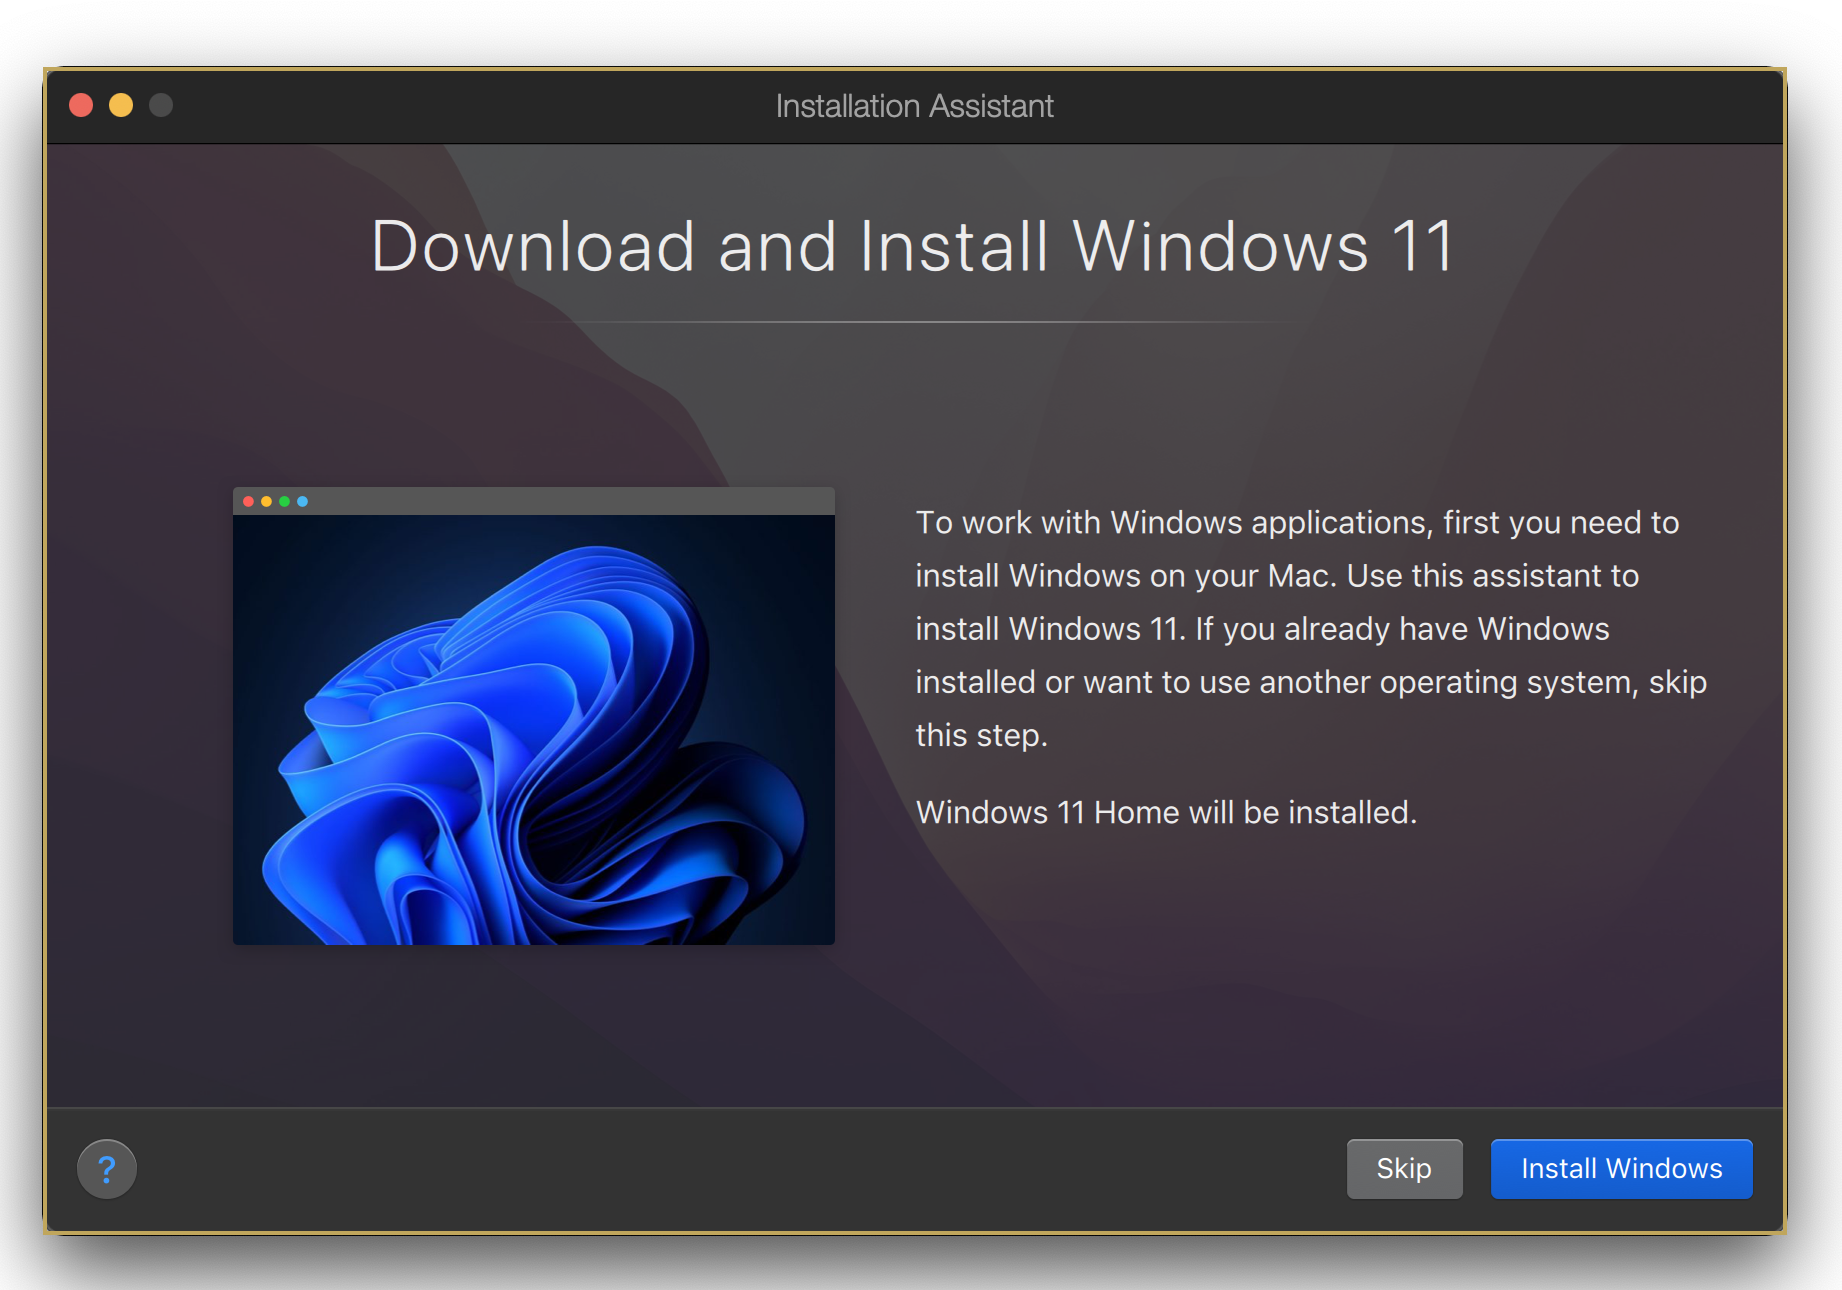 Installation Assistant
Download and Install Windows 11
To work with Windows applications, first you need to
install Windows on your Mac. Use this assistant to
install Windows 11. If you already have Windows
installed or want to use another operating system, skip
this step.
Windows 11 Home will be installed.
?
Skip
Install Windows